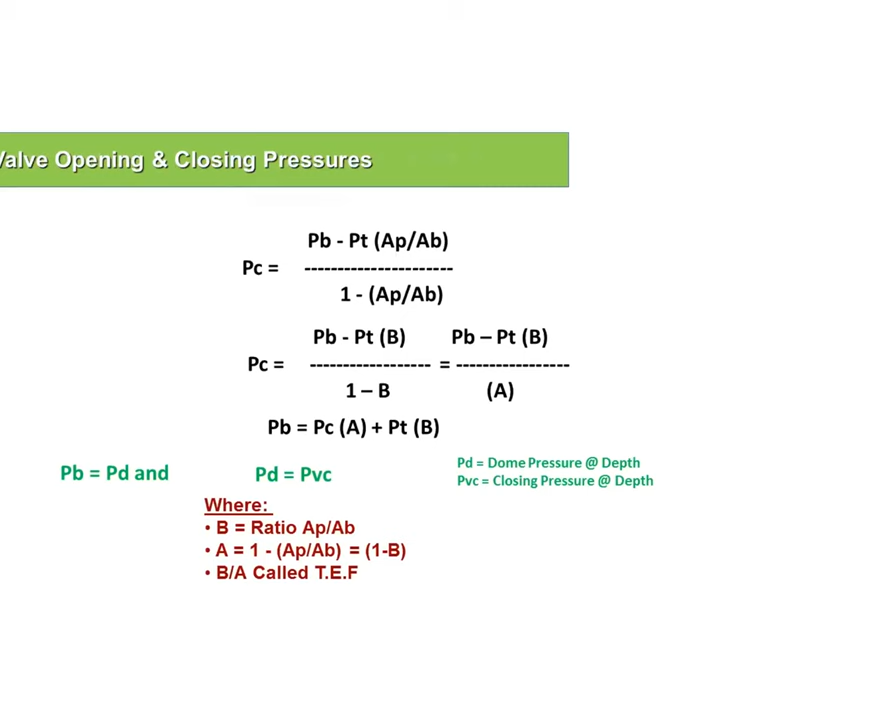 Valve Opening & Closing Pressures
Pb - Pt (Ap/Ab)
Pc = -----------------------
1 - (Ap/Ab)
Pb - Pt (B) Pb – Pt (B)
Pc = ------------------ = -----------------
1 – B (A)
Pb = Pc (A) + Pt (B)
Pb = Pd and Pd = Pvc
Pd = Dome Pressure @ Depth
Pvc = Closing Pressure @ Depth
Where:
• B = Ratio Ap/Ab
• A = 1 - (Ap/Ab) = (1-B)
• B/A Called T.E.F